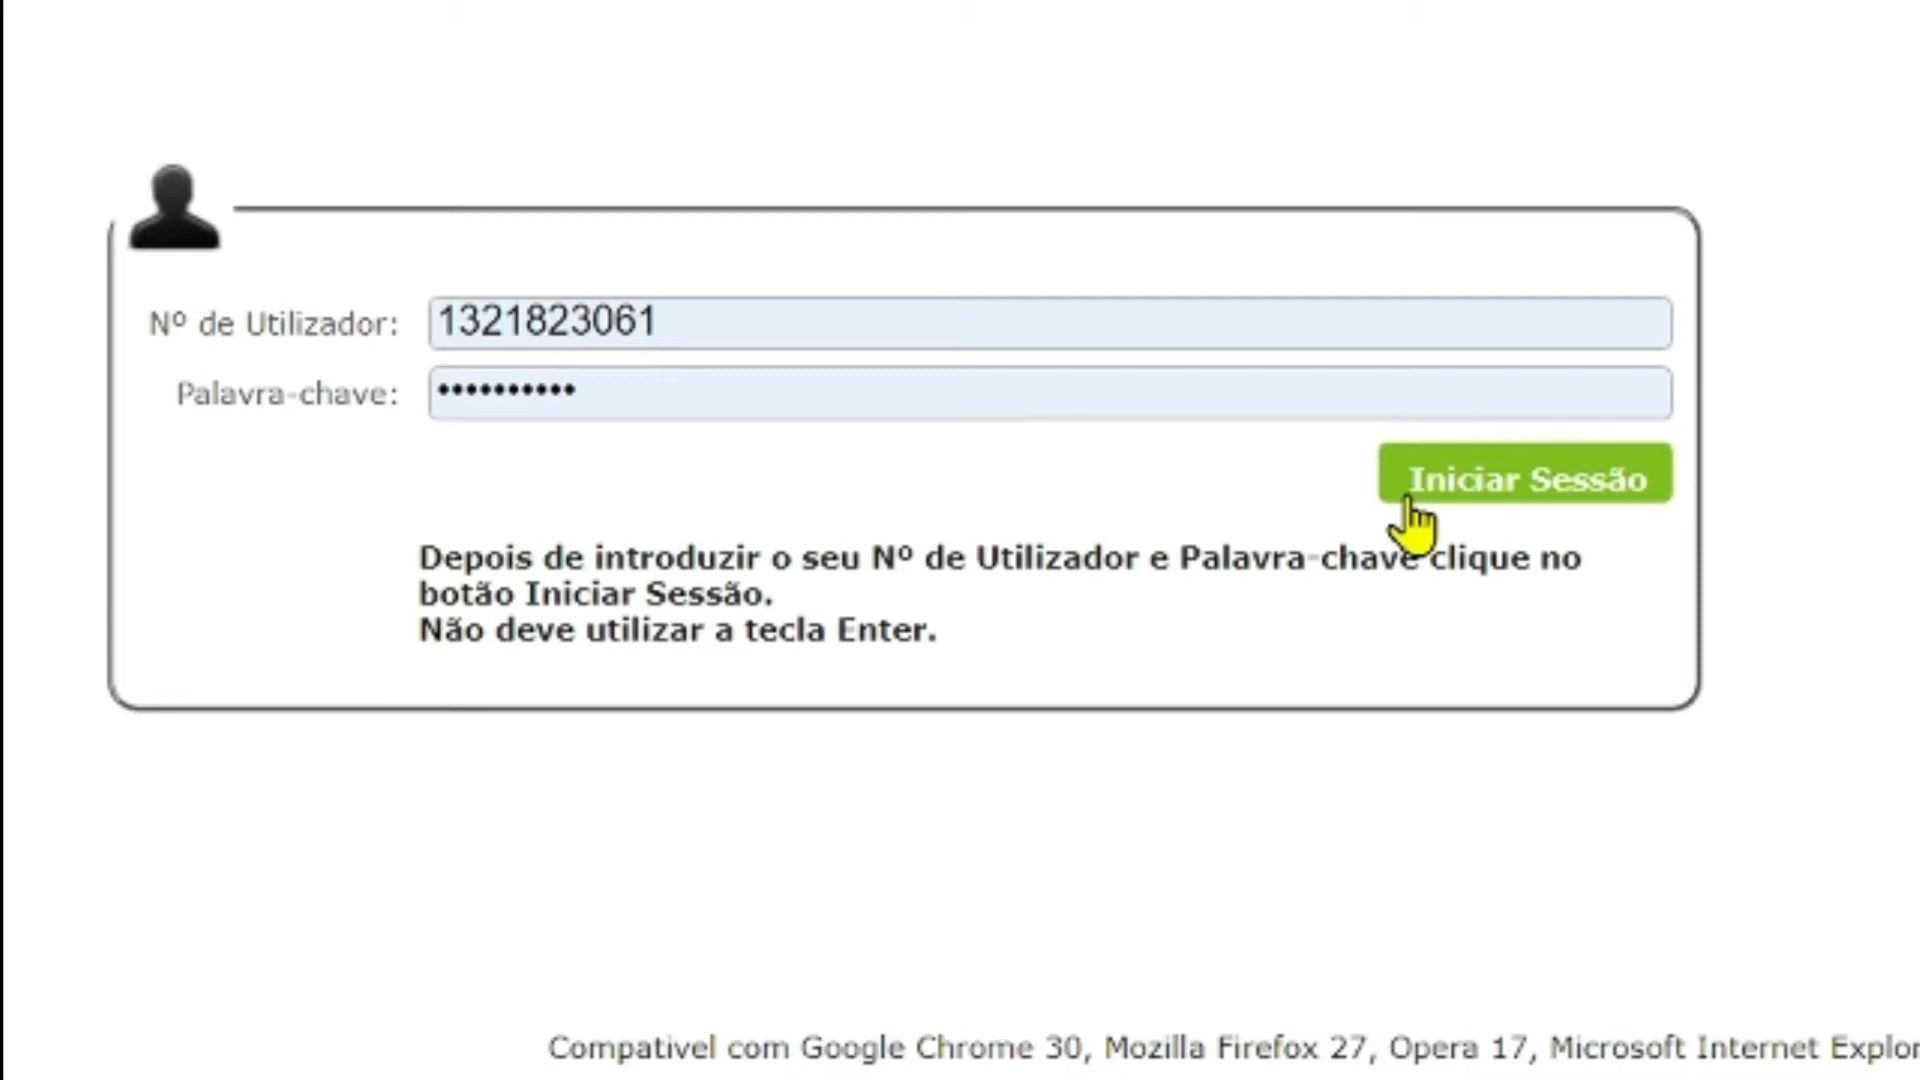 Nº de Utilizador: 1321823061
Palavra-chave: ••••••••••
Iniciar Sessão
Depois de introduzir o seu Nº de Utilizador e Palavra-chave clique no
botão Iniciar Sessão.
Não deve utilizar a tecla Enter.
Compativel com Google Chrome 30, Mozilla Firefox 27, Opera 17, Microsoft Internet Explor